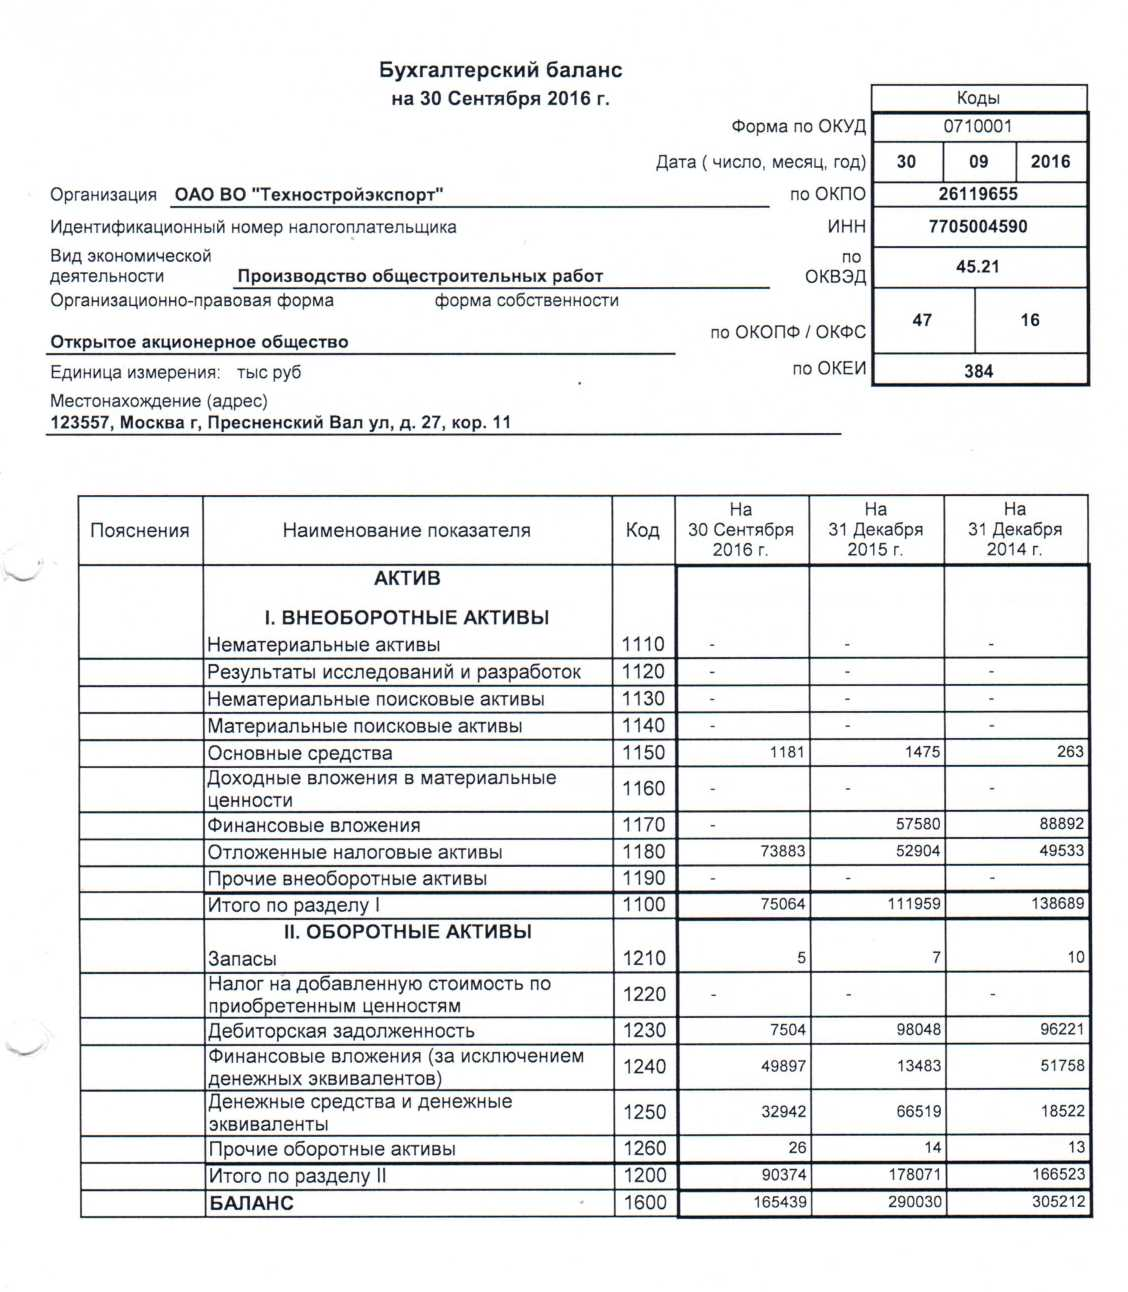 Бухгалтерский баланс
на 30 Сентября 2016 г.
Коды
Форма по ОКУД 0710001
Дата ( число, месяц, год) 30 09 2016
Организация ОАО ВО "Техностройэкспорт" по ОКПО 26119655
Идентификационный номер налогоплательщика ИНН 7705004590
Вид экономической
деятельности Производство общестроительных работ
по
ОКВЭД 45.21
Организационно-правовая форма форма собственности
Открытое акционерное общество
по ОКОПФ / ОКФС 47 16
Единица измерения: тыс руб по ОКЕИ 384
Местонахождение (адрес)
123557, Москва г, Пресненский Вал ул, д. 27, кор. 11
Пояснения Наименование показателя Код
На
30 Сентября
2016 г.
На
31 Декабря
2015 г.
На
31 Декабря
2014 г.
АКТИВ
I. ВНЕОБОРОТНЫЕ АКТИВЫ
Нематериальные активы 1110 - - -
Результаты исследований и разработок 1120 - - -
Нематериальные поисковые активы 1130 - - -
Материальные поисковые активы 1140 - - -
Основные средства 1150 1181 1475 263
Доходные вложения в материальные
ценности 1160 - - -
Финансовые вложения 1170 - 57580 88892
Отложенные налоговые активы 1180 73883 52904 49533
Прочие внеоборотные активы 1190 - - -
Итого по разделу I 1100 75064 111959 138689
II. ОБОРОТНЫЕ АКТИВЫ
Запасы 1210 5 7 10
Налог на добавленную стоимость по
приобретенным ценностям 1220 - - -
Дебиторская задолженность 1230 7504 98048 96221
Финансовые вложения (за исключением
денежных эквивалентов) 1240 49897 13483 51758
Денежные средства и денежные
эквиваленты 1250 32942 66519 18522
Прочие оборотные активы 1260 26 14 13
Итого по разделу II 1200 90374 178071 166523
БАЛАНС 1600 165439 290030 305212